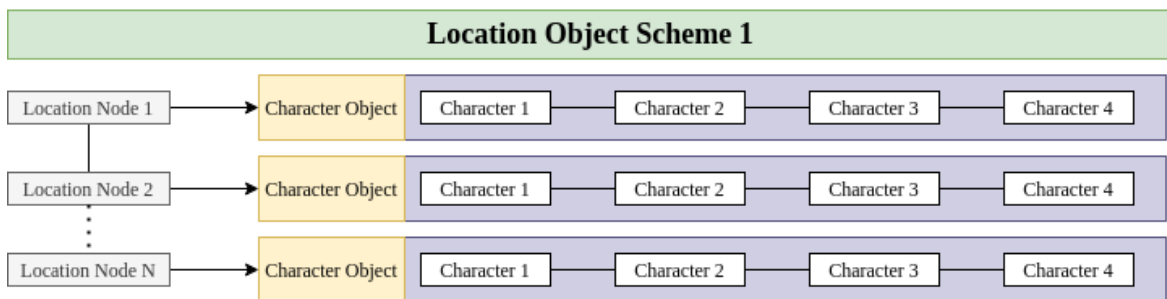 Location Object Scheme 1
Location Node 1 Character Object Character 1 Character 2 Character 3 Character 4
Location Node 2 Character Object Character 1 Character 2 Character 3 Character 4
Location Node N Character Object Character 1 Character 2 Character 3 Character 4